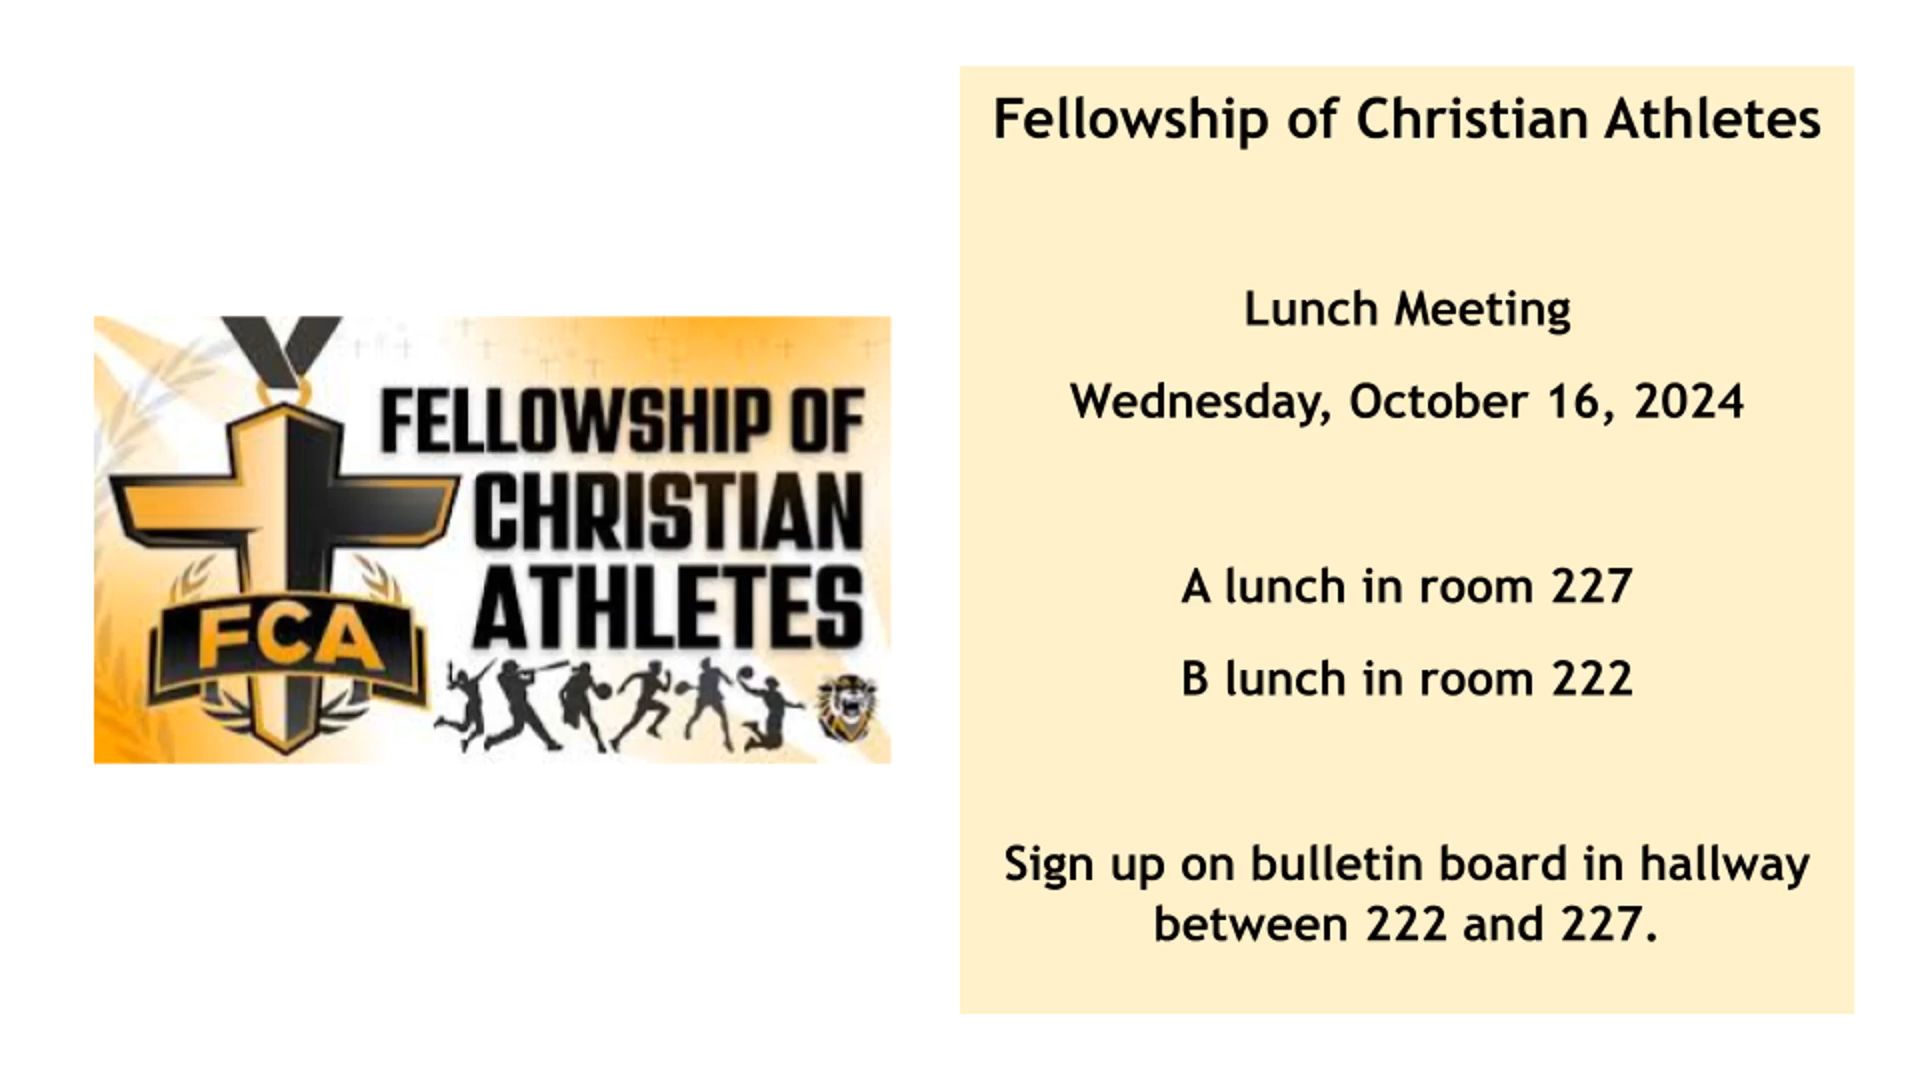 FELLOWSHIP OF
CHRISTIAN
ATHLETES
FCA
Fellowship of Christian Athletes
Lunch Meeting
Wednesday, October 16, 2024
A lunch in room 227
B lunch in room 222
Sign up on bulletin board in hallway
between 222 and 227.